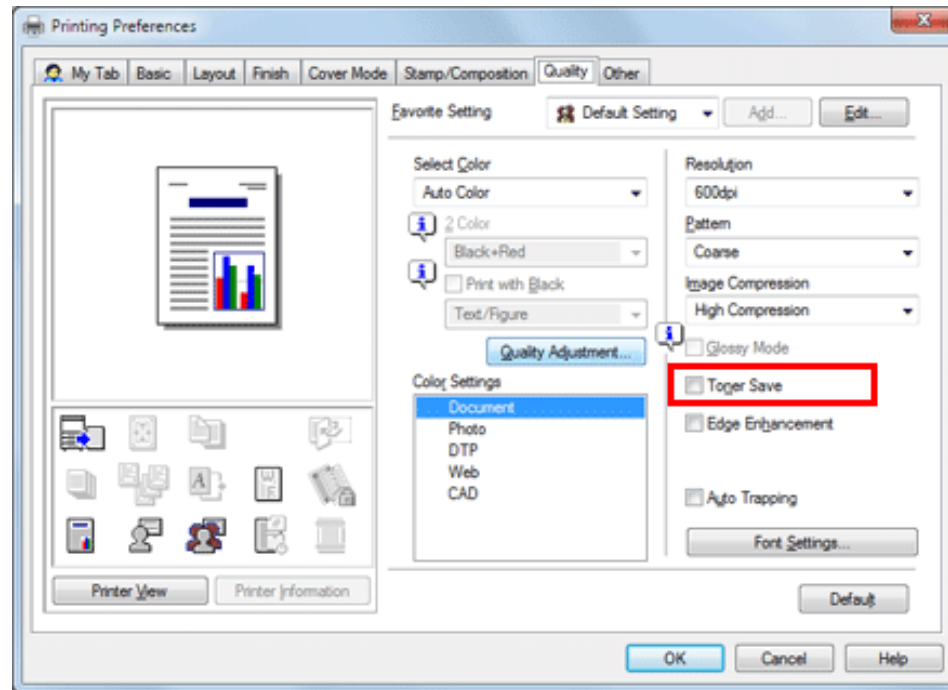 Printing Preferences
My Tab Basic Layout Finish Cover Mode Stamp/Composition Quality Other
Favorite Setting Default Setting Add... Edit...
Select Color
Auto Color
2 Color
Black+Red
Print with Black
Text/Figure
Quality Adjustment...
Color Settings
Document
Photo
DTP
Web
CAD
Resolution
600dpi
Pattern
Coarse
Image Compression
High Compression
Glossy Mode
Toner Save
Edge Enhancement
Auto Trapping
Font Settings...
Printer View Printer Information
Default
OK Cancel Help